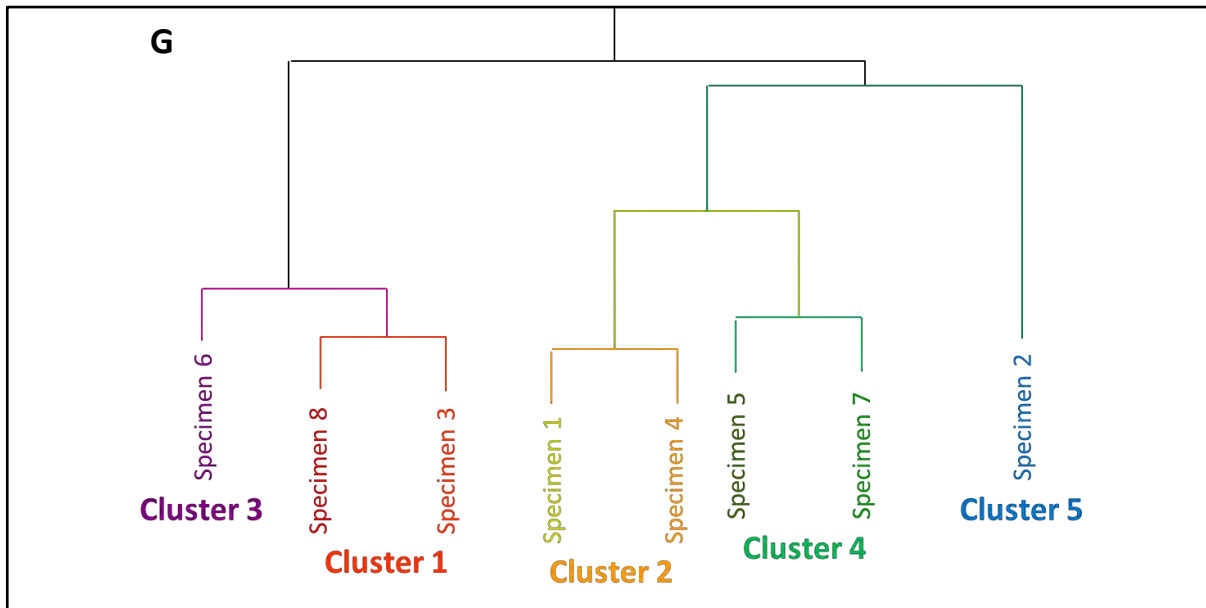 G
Specimen 6
Specimen 8
Specimen 3
Specimen 1
Specimen 4
Specimen 5
Specimen 7
Specimen 2
Cluster 3
Cluster 1
Cluster 2
Cluster 4
Cluster 5